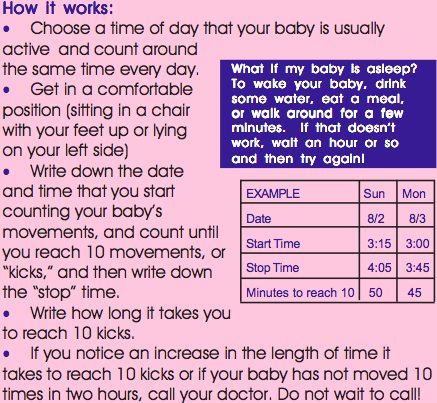 How it works:
• Choose a time of day that your baby is usually
active and count around
the same time every day.
• Get in a comfortable
position (sitting in a chair
with your feet up or lying
on your left side)
• Write down the date
and time that you start
counting your baby's
movements, and count until
you reach 10 movements, or
"kicks," and then write down
the "stop" time.
• Write how long it takes you
to reach 10 kicks.
• If you notice an increase in the length of time it
takes to reach 10 kicks or if your baby has not moved 10
times in two hours, call your doctor. Do not wait to call!
What if my baby is asleep?
To wake your baby, drink
some water, eat a meal,
or walk around for a few
minutes. If that doesn't
work, wait an hour or so
and then try again!
EXAMPLE Sun Mon
Date 8/2 8/3
Start Time 3:15 3:00
Stop Time 4:05 3:45
Minutes to reach 10 50 45